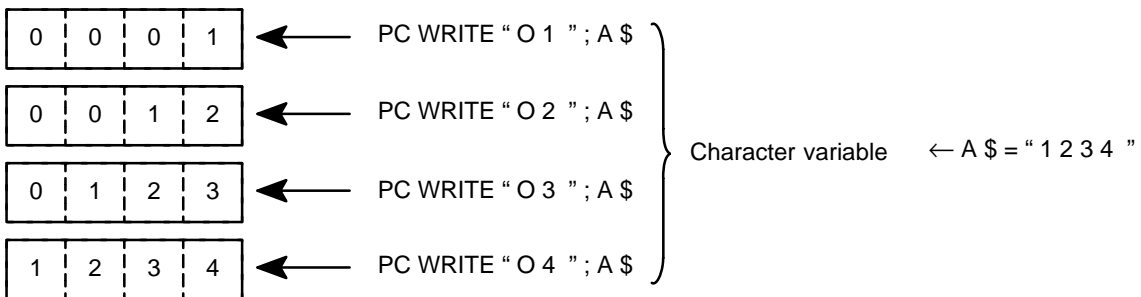 0 0 0 1 PC WRITE “ O 1 ” ; A $
0 0 1 2 PC WRITE “ O 2 ” ; A $
Character variable ← A $ = “ 1 2 3 4 ”
0 1 2 3 PC WRITE “ O 3 ” ; A $
1 2 3 4 PC WRITE “ O 4 ” ; A $